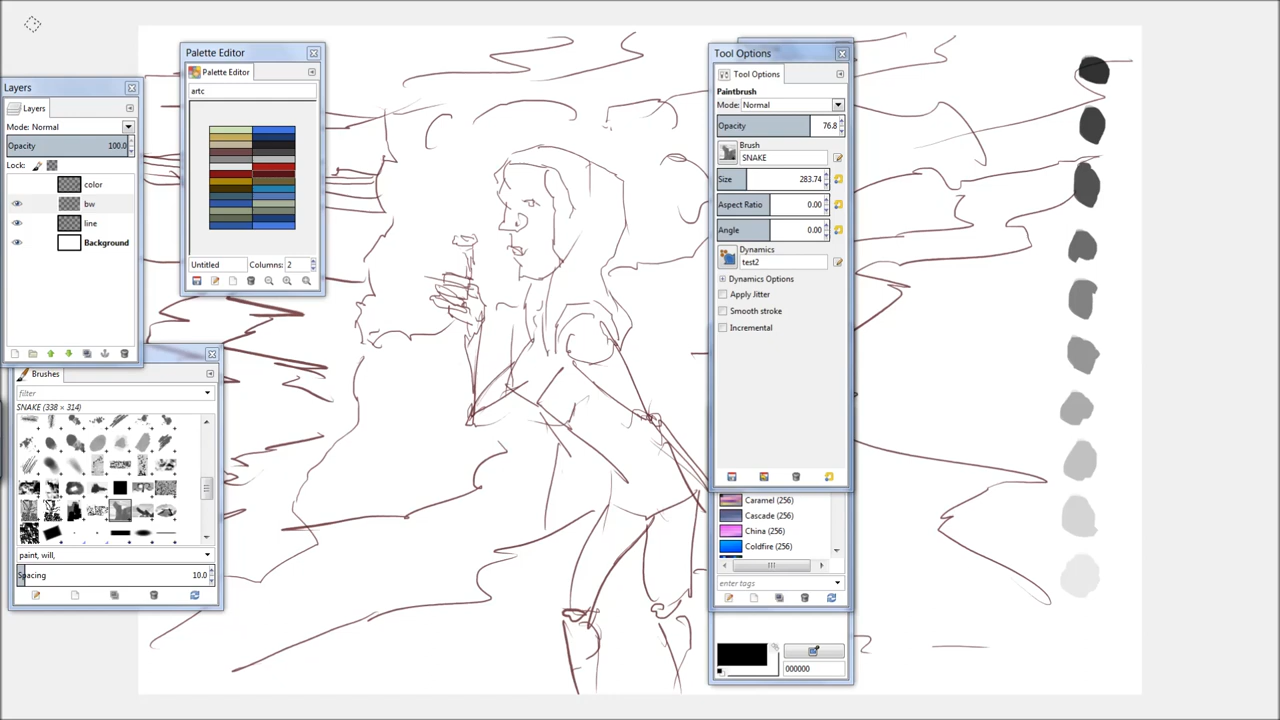 Layers
Layers
Mode: Normal
Opacity 100.0
Lock:
color
bw
line
Background
Palette Editor
Palette Editor
artc
Untitled Columns: 2
Brushes
filter
SNAKE (338 × 314)
paint, will,
Spacing 10.0
Tool Options
Tool Options
Paintbrush
Mode: Normal
Opacity 76.8
Brush
SNAKE
Size 283.74
Aspect Ratio 0.00
Angle 0.00
Dynamics
test2
Dynamics Options
Apply Jitter
Smooth stroke
Incremental
Caramel (256)
Cascade (256)
China (256)
Coldfire (256)
enter tags
000000